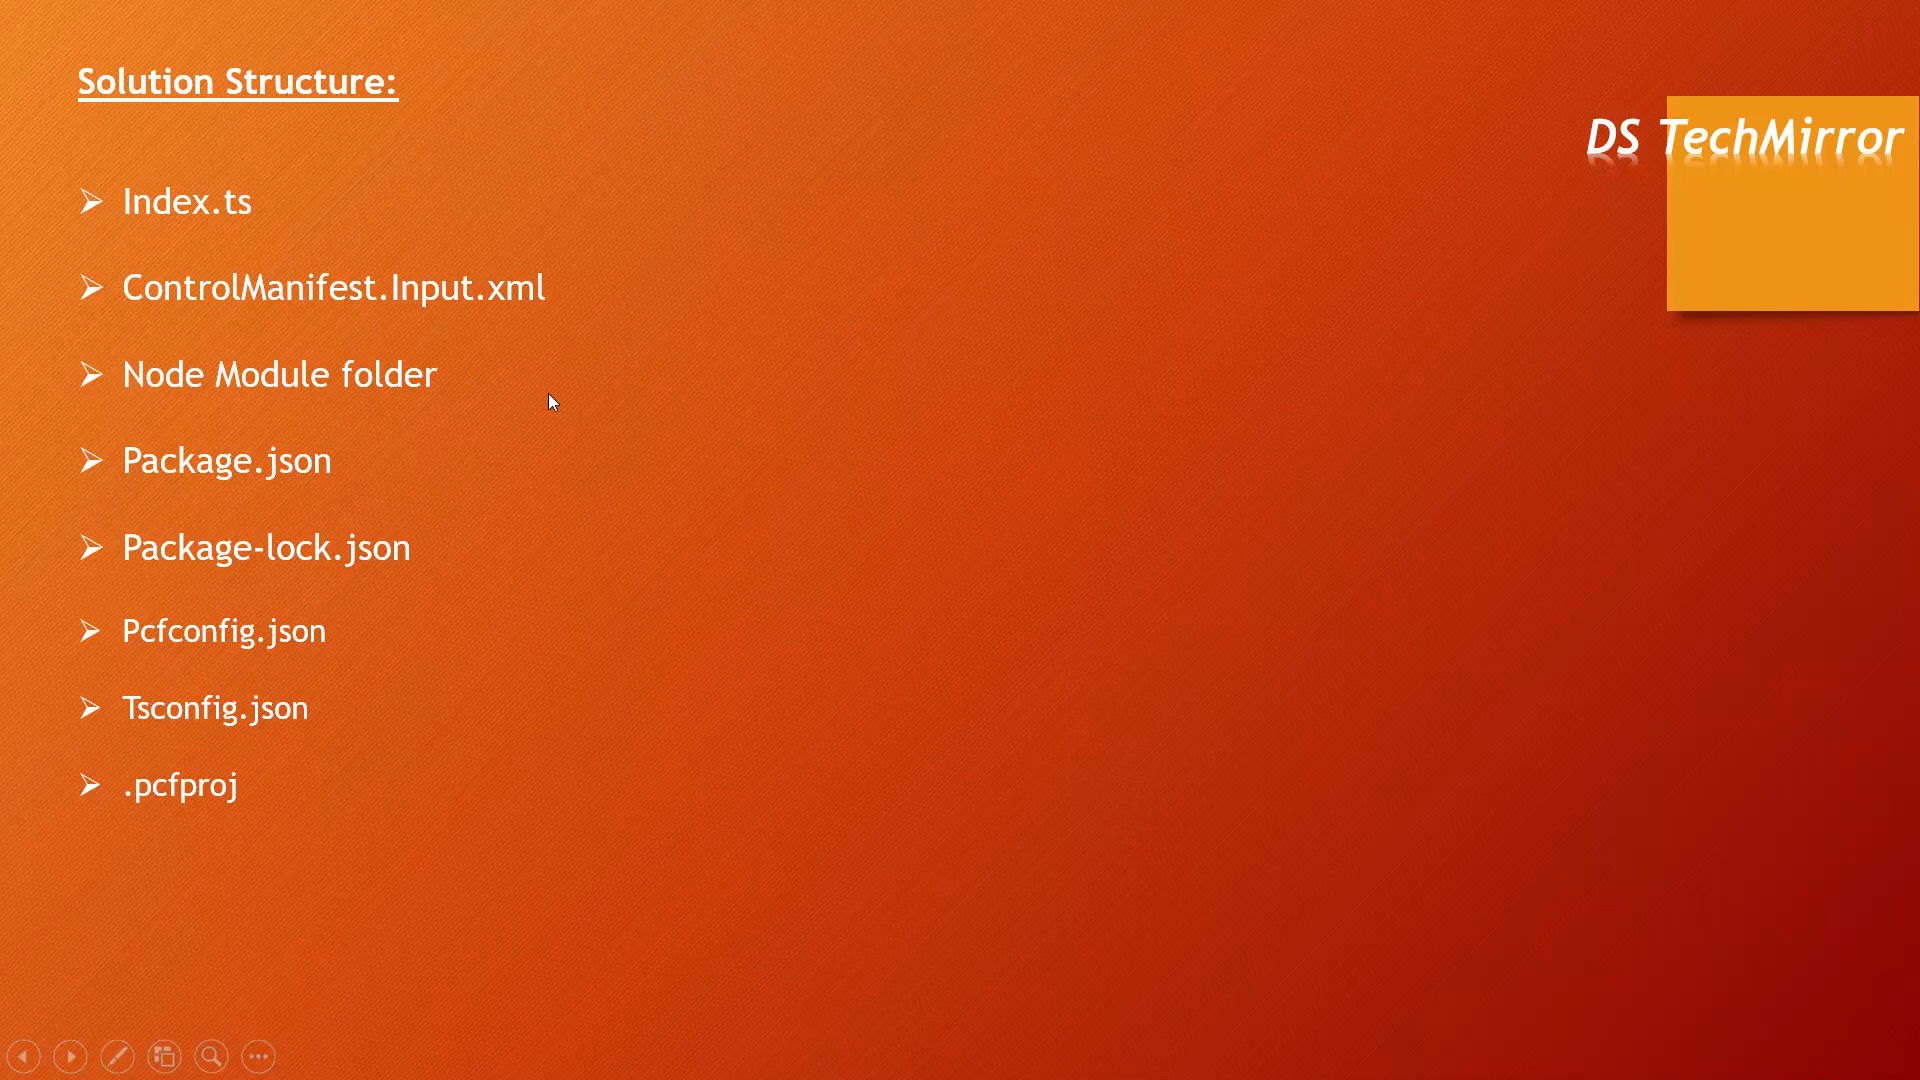 Solution Structure:
DS TechMirror
Index.ts
ControlManifest.Input.xml
Node Module folder
Package.json
Package-lock.json
Pcfconfig.json
Tsconfig.json
.pcfproj